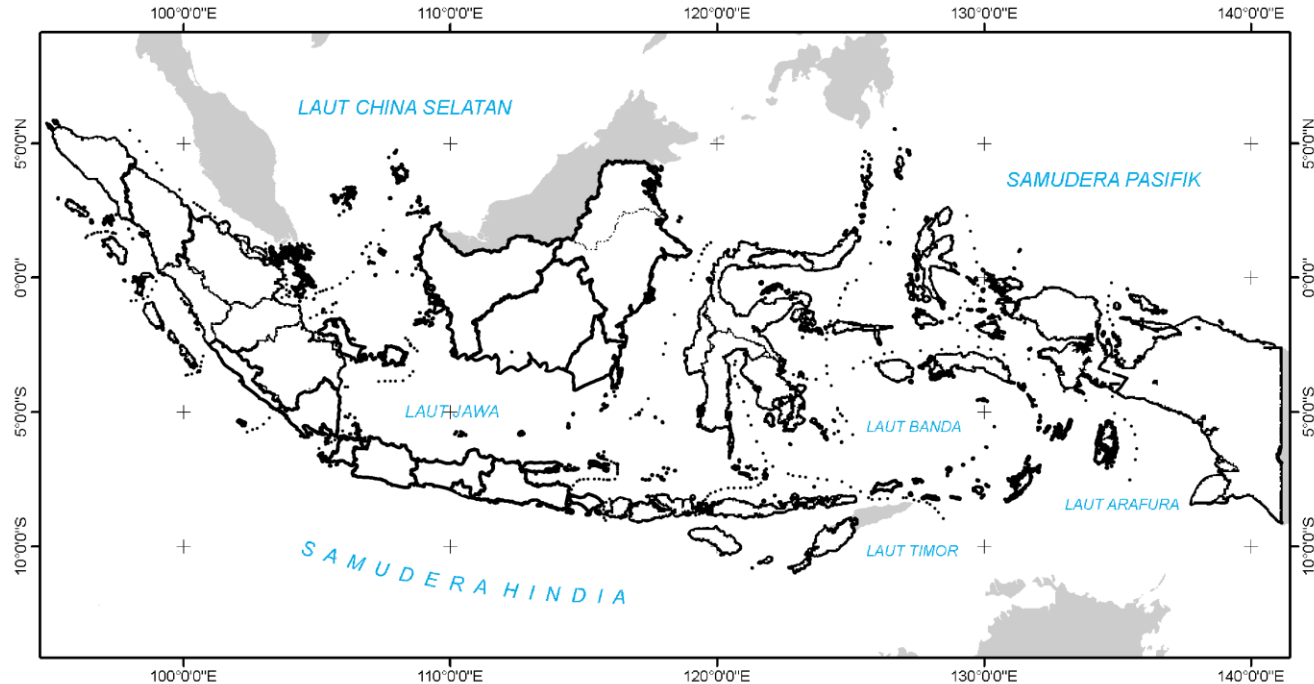 100°0'0"E 110°0'0"E 120°0'0"E 130°0'0"E 140°0'0"E
LAUT CHINA SELATAN
5°0'0"N 5°0'0"N
SAMUDERA PASIFIK
0°0'0" 0°0'0"
LAUT JAWA
5°0'0"S 5°0'0"S
LAUT BANDA
LAUT ARAFURA
10°0'0"S 10°0'0"S
LAUT TIMOR
SAMUDERA HINDIA
100°0'0"E 110°0'0"E 120°0'0"E 130°0'0"E 140°0'0"E